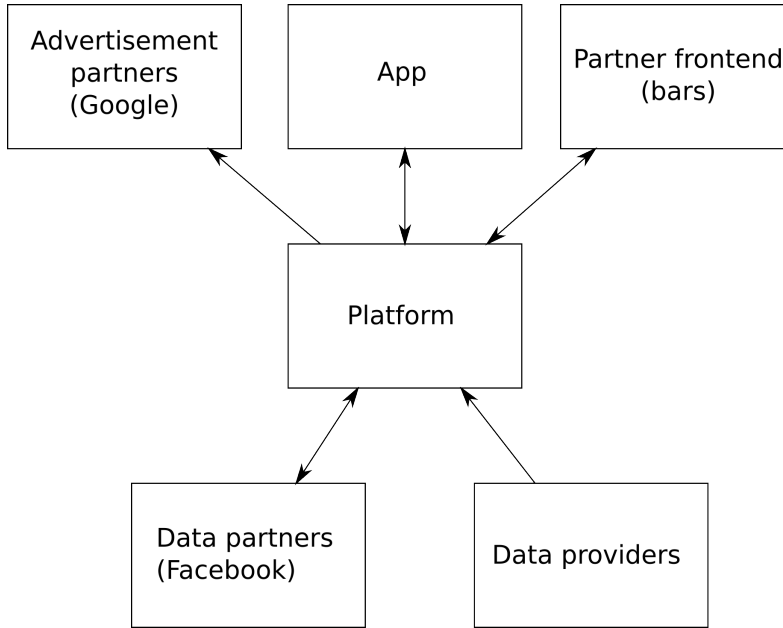 Advertisement
partners
(Google)
App
Partner frontend
(bars)
Platform
Data partners
(Facebook)
Data providers